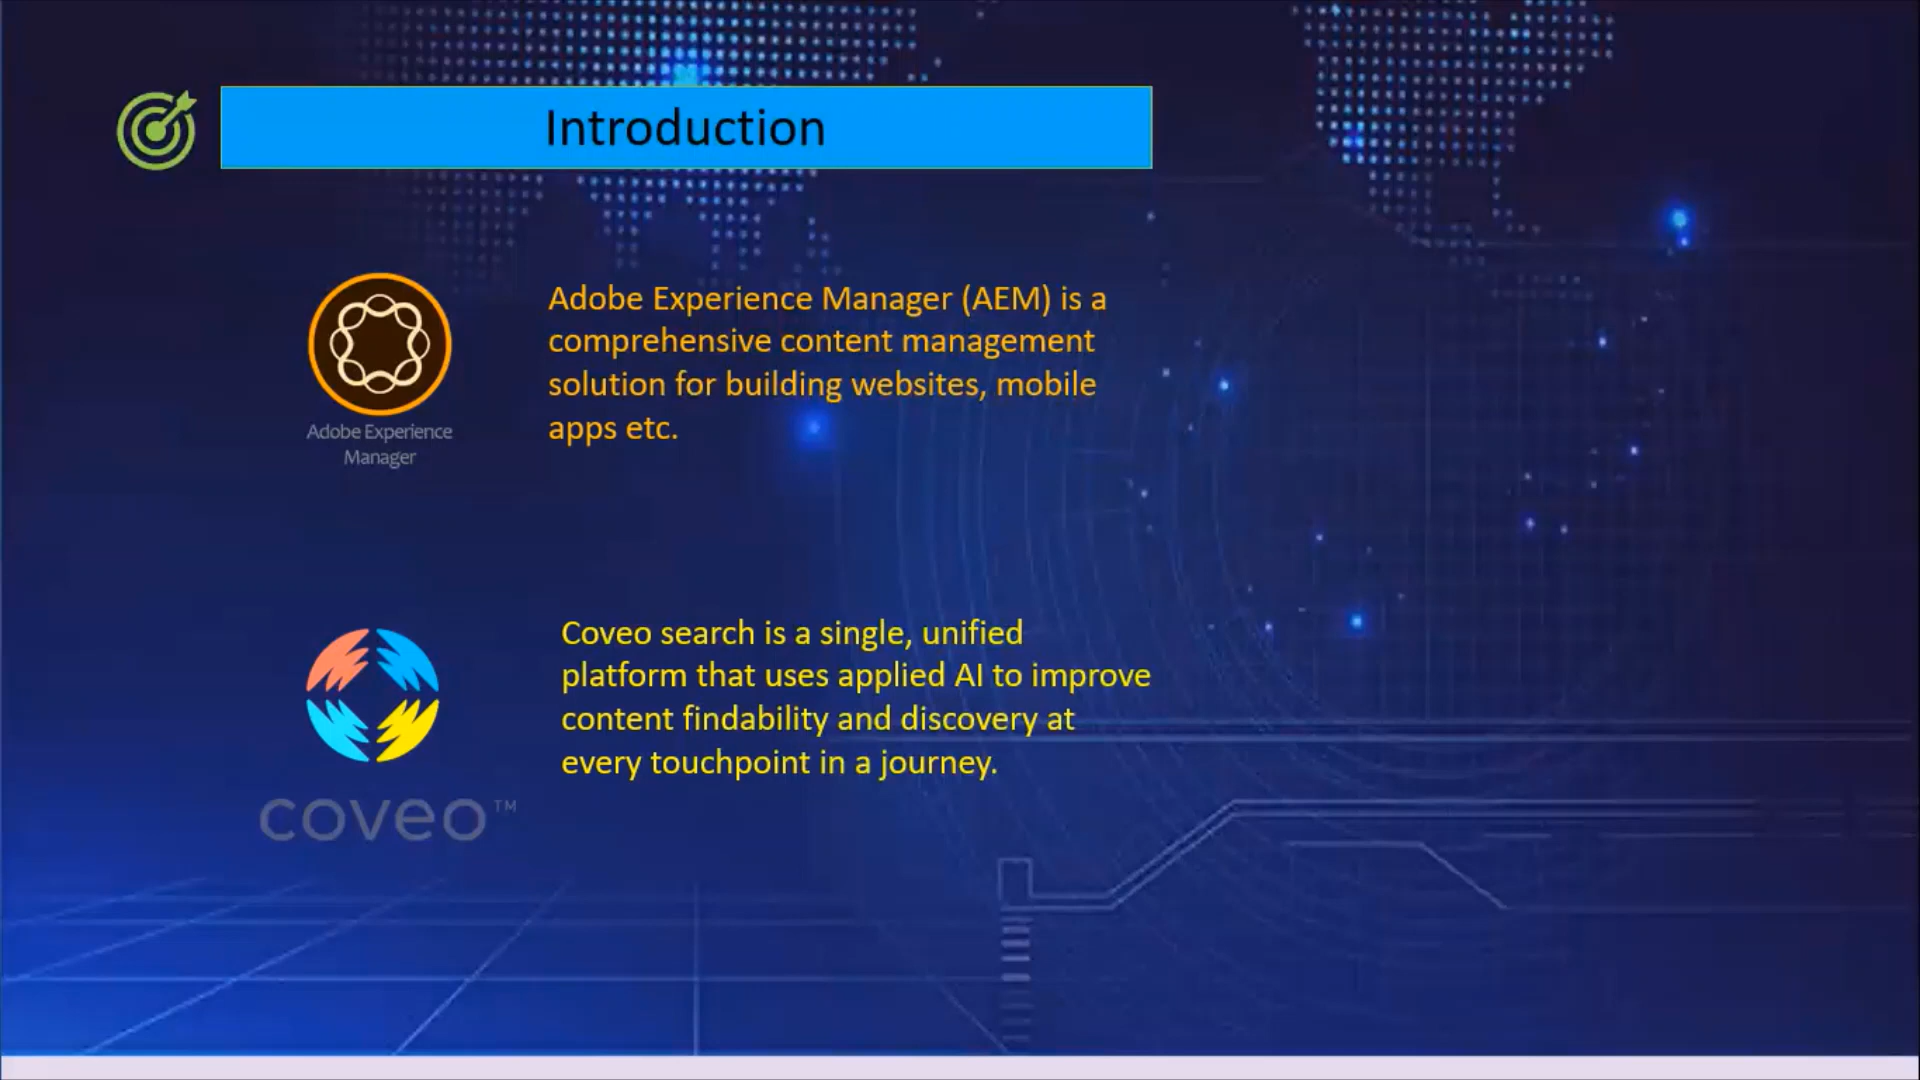 Introduction
Adobe Experience Manager (AEM) is a
comprehensive content management
solution for building websites, mobile
apps etc.
Adobe Experience
Manager
Coveo search is a single, unified
platform that uses applied AI to improve
content findability and discovery at
every touchpoint in a journey.
coveo™